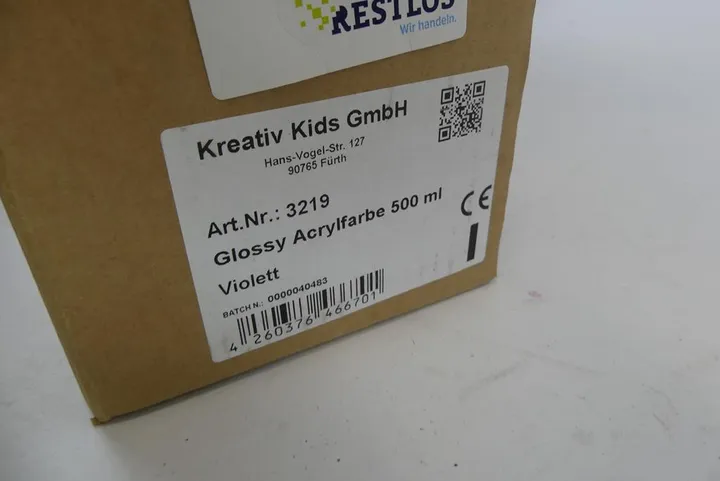 RESTLOS
Wir handeln.
Kreativ Kids GmbH
Hans-Vogel-Str. 127
90765 Fürth
Art.Nr.: 3219
Glossy Acrylfarbe 500 ml
Violett
CE
BATCH N.: 0000040483
4 260376 466701